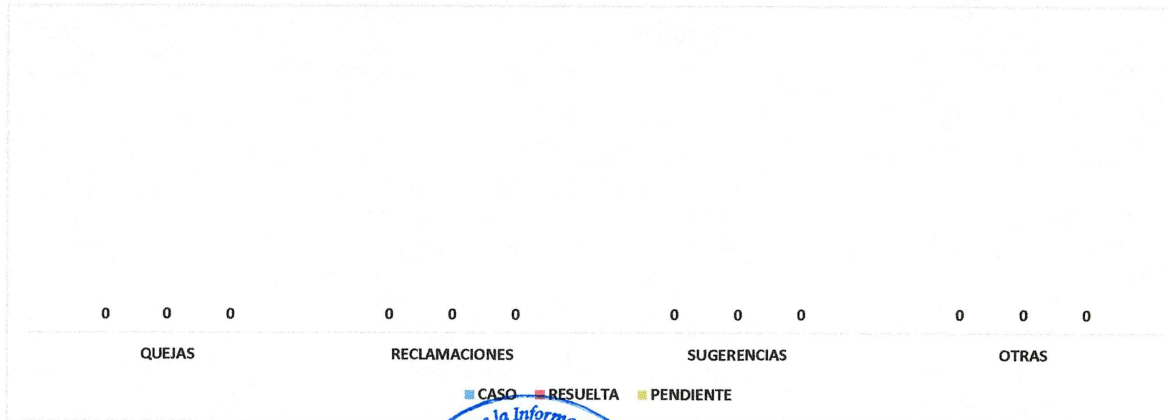 0 0 0 0 0 0 0 0 0 0 0 0
QUEJAS RECLAMACIONES SUGERENCIAS OTRAS
CASO RESUELTA PENDIENTE
la